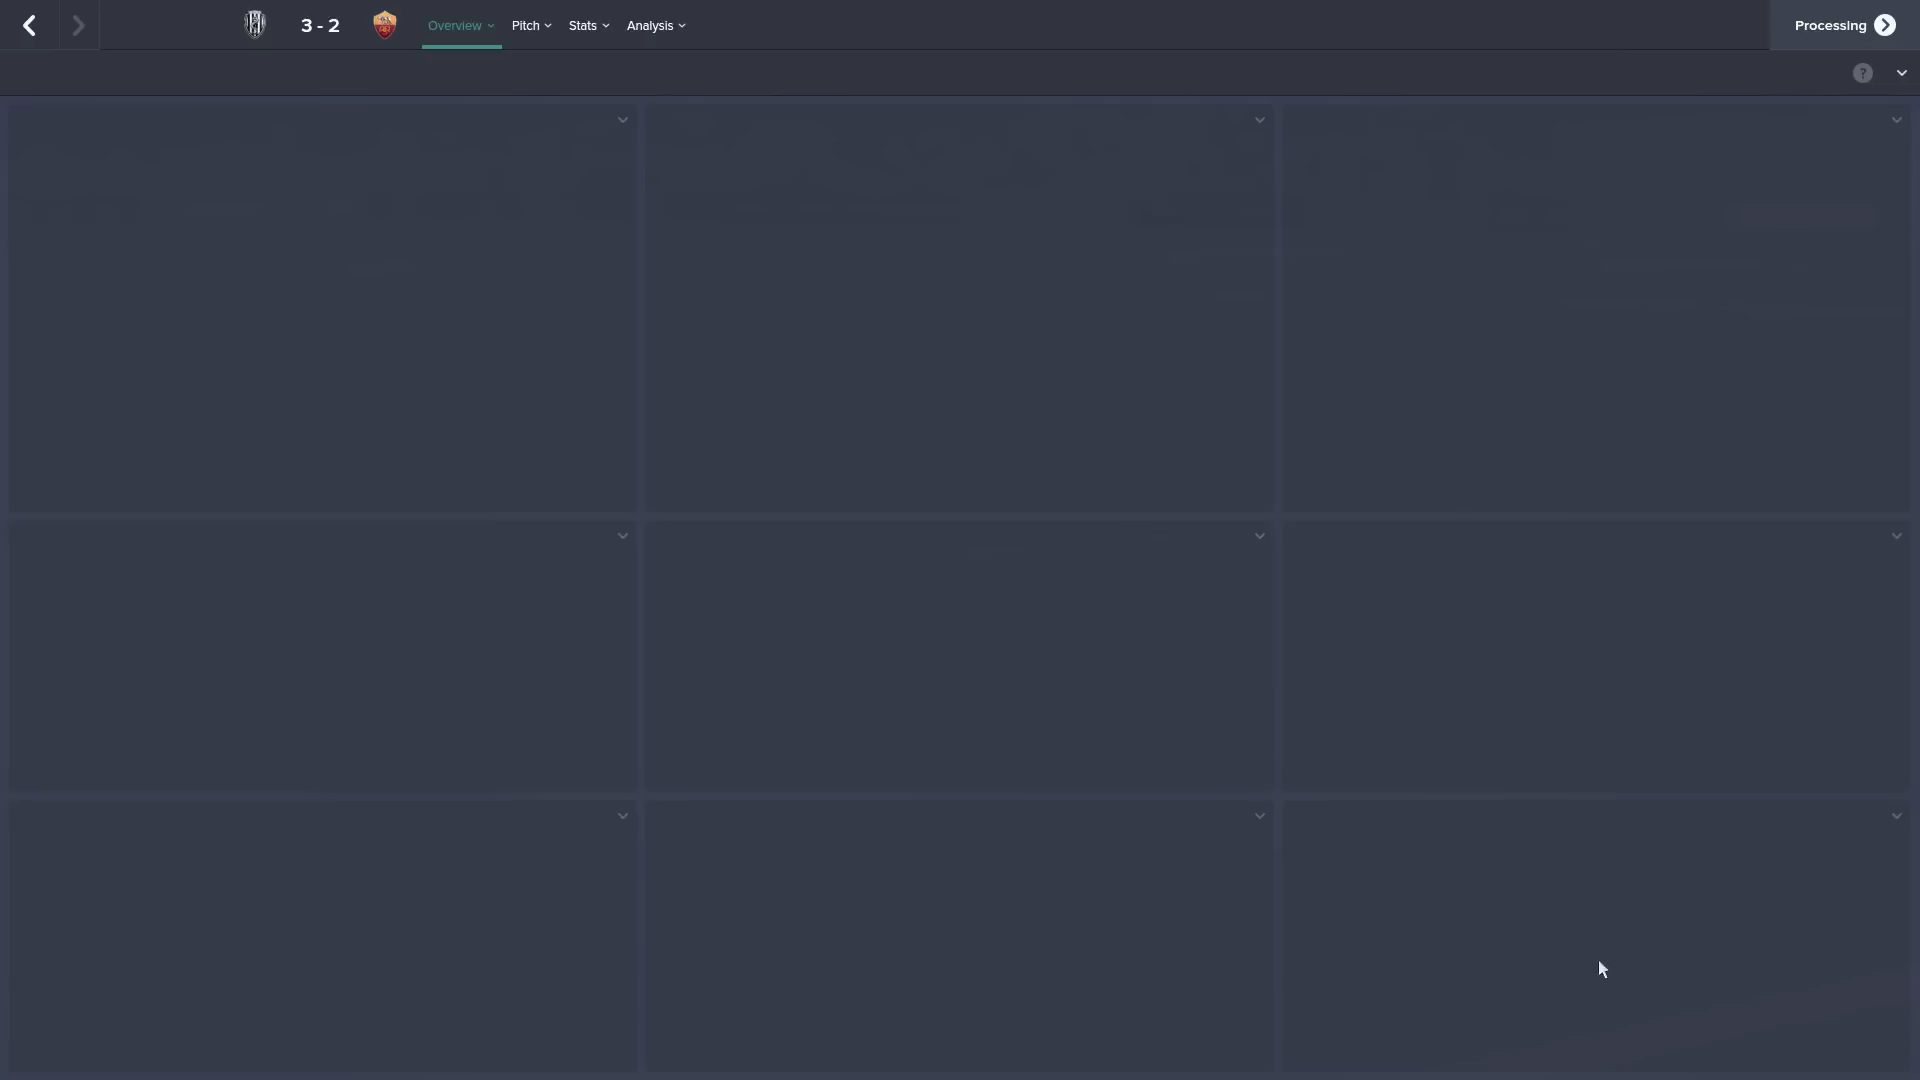 3 - 2
Overview
Pitch
Stats
Analysis
Processing
?